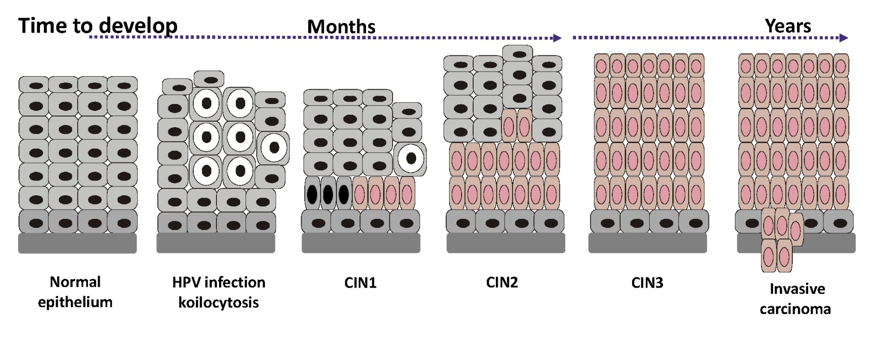 Time to develop
Months
Years
Normal
epithelium
HPV infection
koilocytosis
CIN1
CIN2
CIN3
Invasive
carcinoma